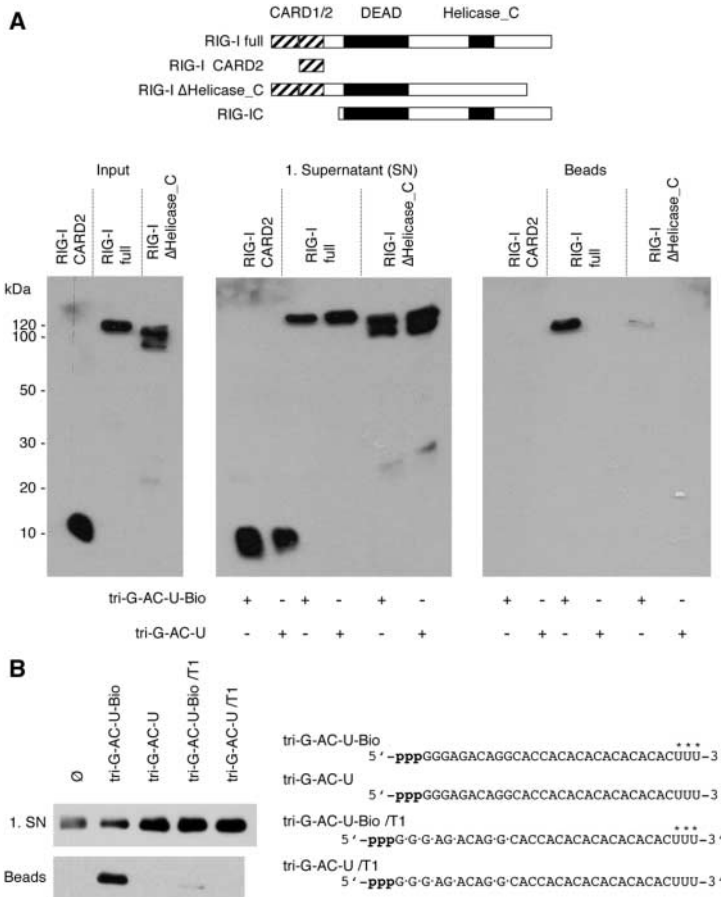 A
CARD1/2 DEAD Helicase_C
RIG-I full
RIG-I CARD2
RIG-I ΔHelicase_C
RIG-IC
Input 1. Supernatant (SN) Beads
RIG-I CARD2 RIG-I full RIG-I ΔHelicase_C RIG-I CARD2 RIG-I full RIG-I ΔHelicase_C RIG-I CARD2 RIG-I full RIG-I ΔHelicase_C
kDa
120 -
100 -
50 -
30 -
20 -
10 -
tri-G-AC-U-Bio + - + - + - + - + - + -
tri-G-AC-U - + - + - + - + - + - +
B
Ø tri-G-AC-U-Bio tri-G-AC-U tri-G-AC-U-Bio /T1 tri-G-AC-U /T1
1. SN
Beads
tri-G-AC-U-Bio
***
5‘-pppGGGAGACAGGCACCACACACACACACACUUU-3‘
tri-G-AC-U
5‘-pppGGGAGACAGGCACCACACACACACACACUUU-3‘
tri-G-AC-U-Bio /T1
***
5‘-pppG·G·G·AG·ACAG·G·CACCACACACACACACACUUU-3‘
tri-G-AC-U /T1
5‘-pppG·G·G·AG·ACAG·G·CACCACACACACACACACUUU-3‘